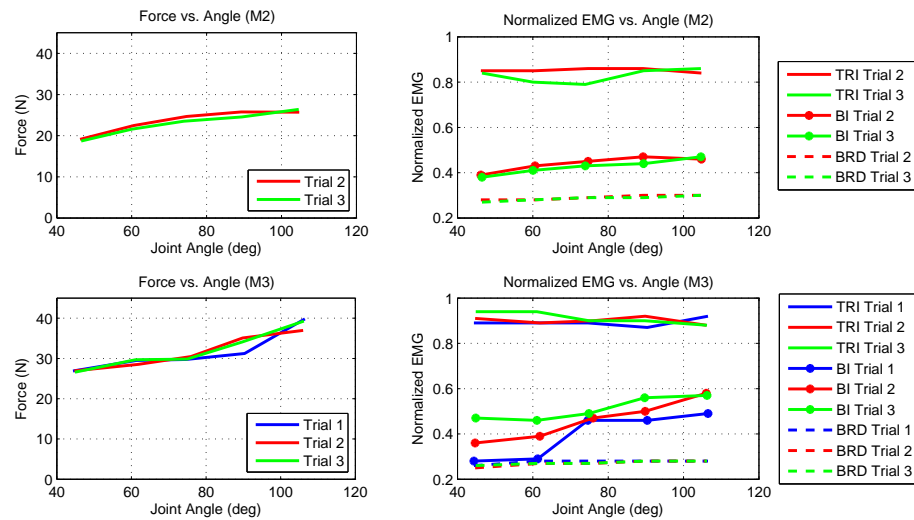 Force vs. Angle (M2)
40
30
20
10
0
40 60 80 100 120
Force (N)
Joint Angle (deg)
Trial 2
Trial 3
Normalized EMG vs. Angle (M2)
1
0.8
0.6
0.4
0.2
40 60 80 100 120
Normalized EMG
Joint Angle (deg)
TRI Trial 2
TRI Trial 3
BI Trial 2
BI Trial 3
BRD Trial 2
BRD Trial 3
Force vs. Angle (M3)
40
30
20
10
0
40 60 80 100 120
Force (N)
Joint Angle (deg)
Trial 1
Trial 2
Trial 3
Normalized EMG vs. Angle (M3)
1
0.8
0.6
0.4
0.2
40 60 80 100 120
Normalized EMG
Joint Angle (deg)
TRI Trial 1
TRI Trial 2
TRI Trial 3
BI Trial 1
BI Trial 2
BI Trial 3
BRD Trial 1
BRD Trial 2
BRD Trial 3